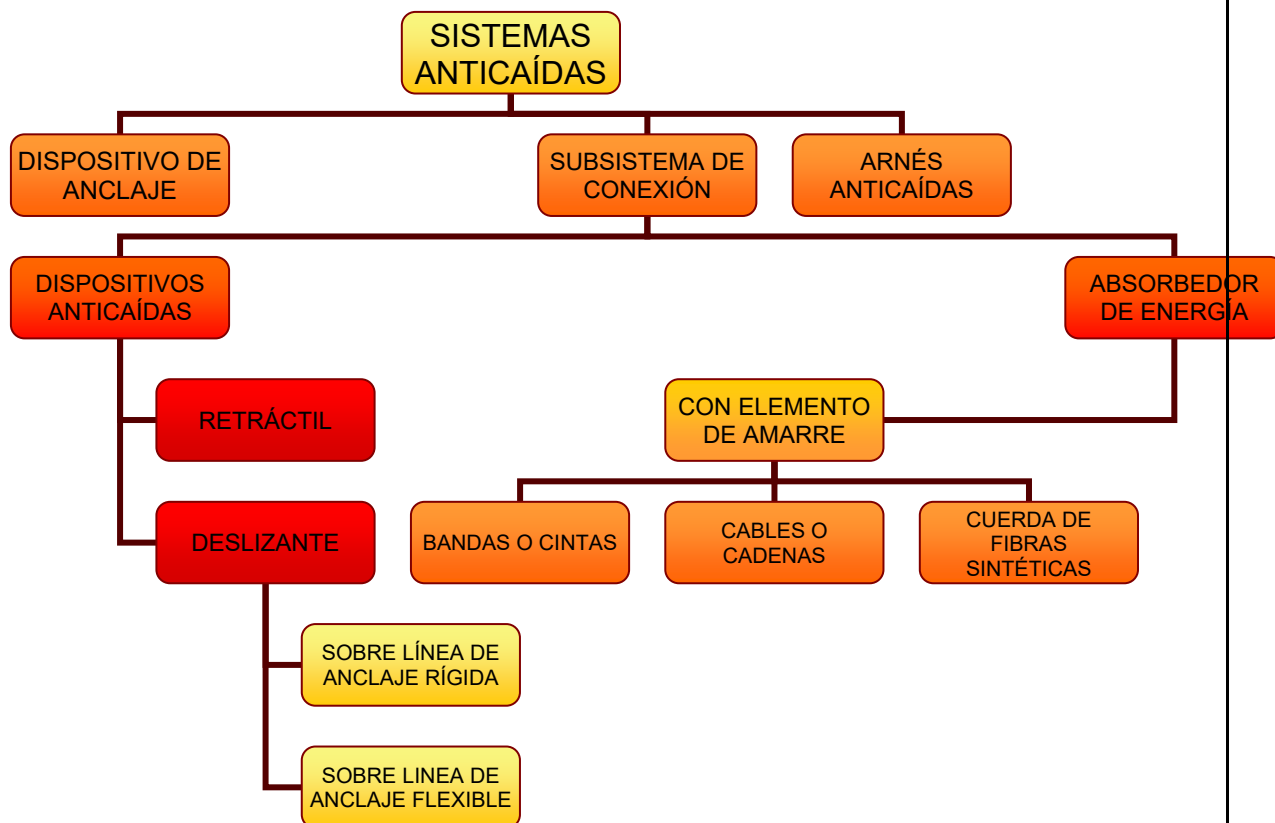 SISTEMAS
ANTICAÍDAS
DISPOSITIVO DE
ANCLAJE
SUBSISTEMA DE
CONEXIÓN
ARNÉS
ANTICAÍDAS
DISPOSITIVOS
ANTICAÍDAS
ABSORBEDOR
DE ENERGÍA
RETRÁCTIL
CON ELEMENTO
DE AMARRE
DESLIZANTE
BANDAS O CINTAS
CABLES O
CADENAS
CUERDA DE
FIBRAS
SINTÉTICAS
SOBRE LÍNEA DE
ANCLAJE RÍGIDA
SOBRE LINEA DE
ANCLAJE FLEXIBLE